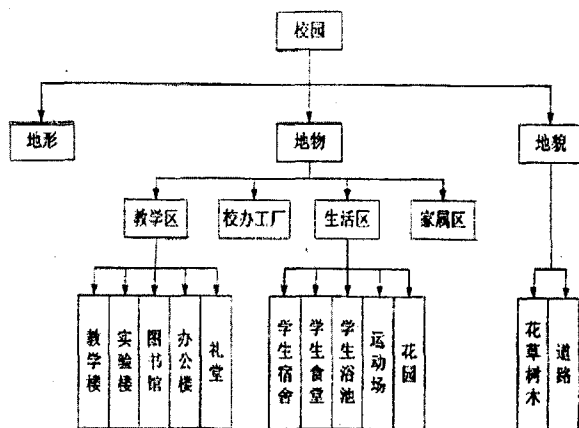 校园
地形
地物
地貌
教学区
校办工厂
生活区
家属区
教学楼
实验楼
图书馆
办公楼
礼堂
学生宿舍
学生食堂
学生浴池
运动场
花园
花草树木
道路